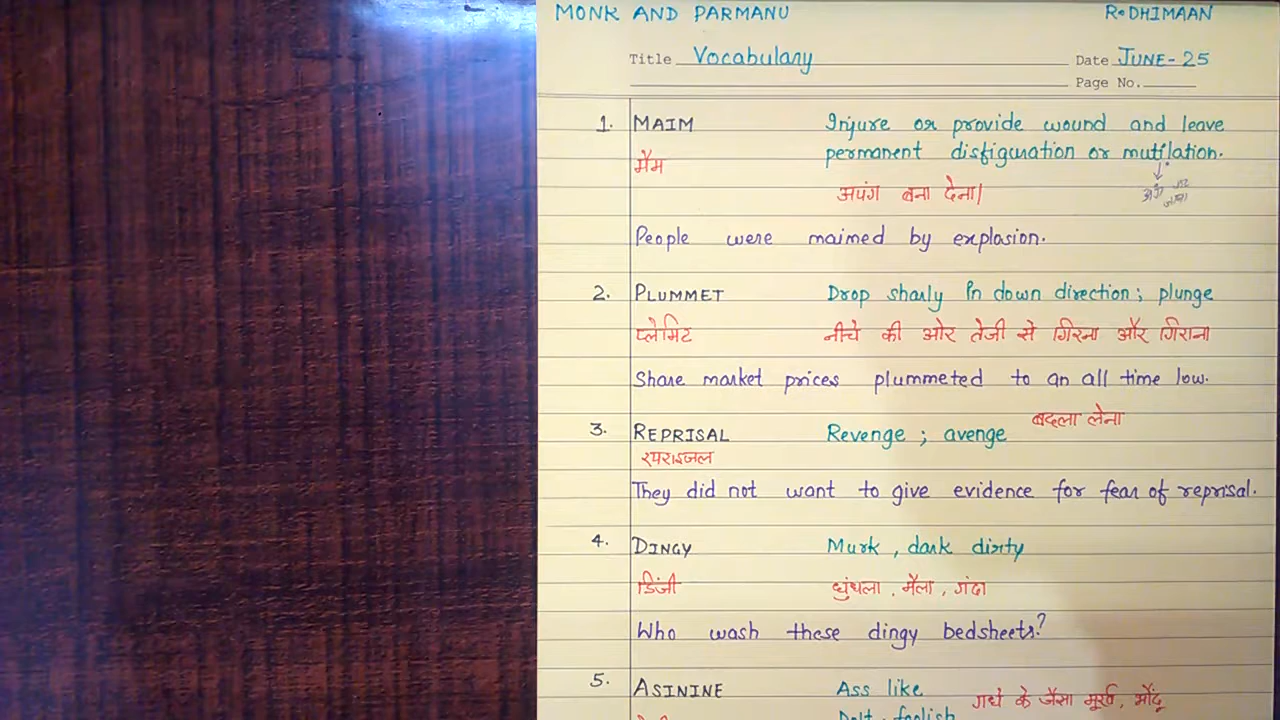 MONK AND PARMANU R. DHIMAAN
Title Vocabulary Date JUNE-25
Page No.
1. MAIM Injure or provide wound and leave
मैम permanent disfiguration or mutilation.
अपंग बना देना।
People were maimed by explosion.
2. PLUMMET Drop sharly in down direction; plunge
प्लेमिट नीचे की ओर तेजी से गिरना और गिराना
Share market prices plummeted to an all time low.
3. REPRISAL Revenge ; avenge बदला लेना
रपराइजल
They did not want to give evidence for fear of reprisal.
4. DINGY Murk , dark dirty
डिंजी धुंधला , मैला , गंदा
Who wash these dingy bedsheets?
5. ASININE Ass like गधे के जैसा मूर्ख, भोंदू
Dolt, foolish